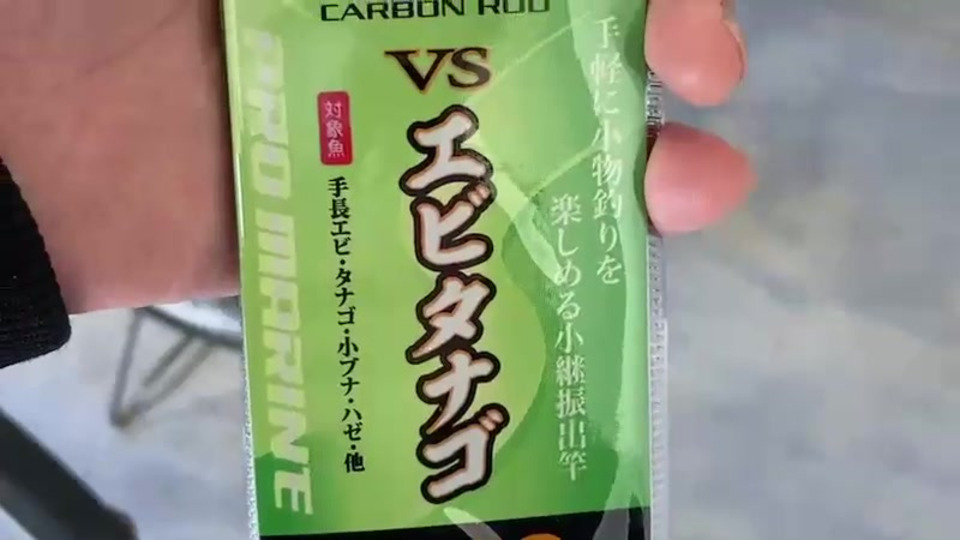 CARBON ROD
VS
エビタナゴ
手軽に小物釣りを
楽しめる小継振出竿
対象魚
手長エビ・タナゴ・小ブナ・ハゼ・他
PRO MARINE